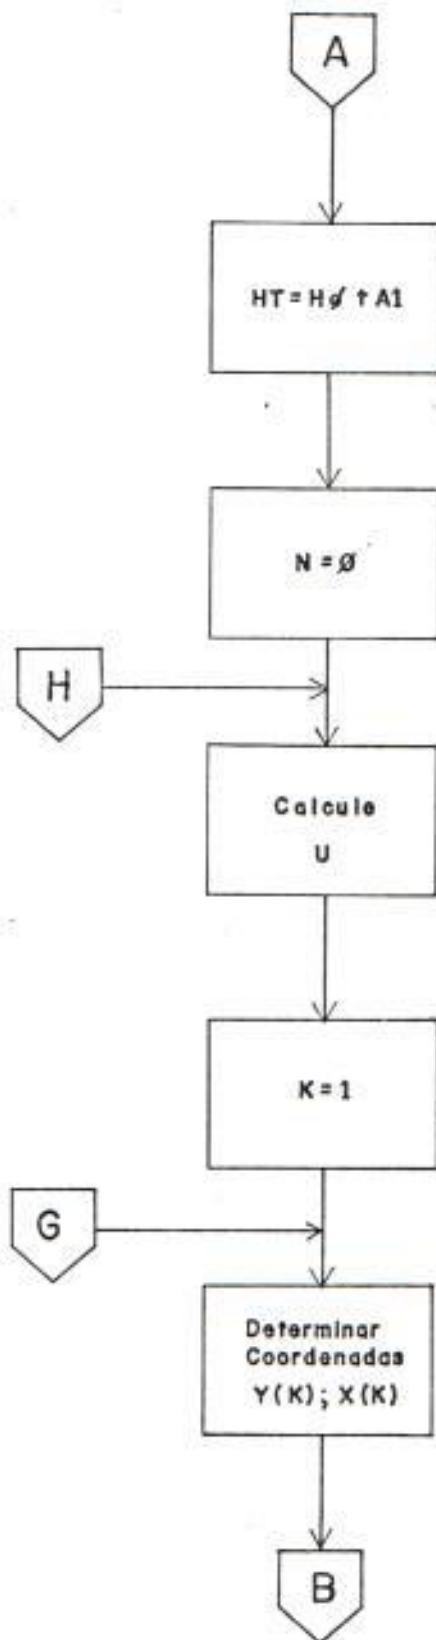 A
HT = HØ ↑ A1
N = Ø
H
Calcule
U
K = 1
G
Determinar
Coordenadas
Y(K); X(K)
B